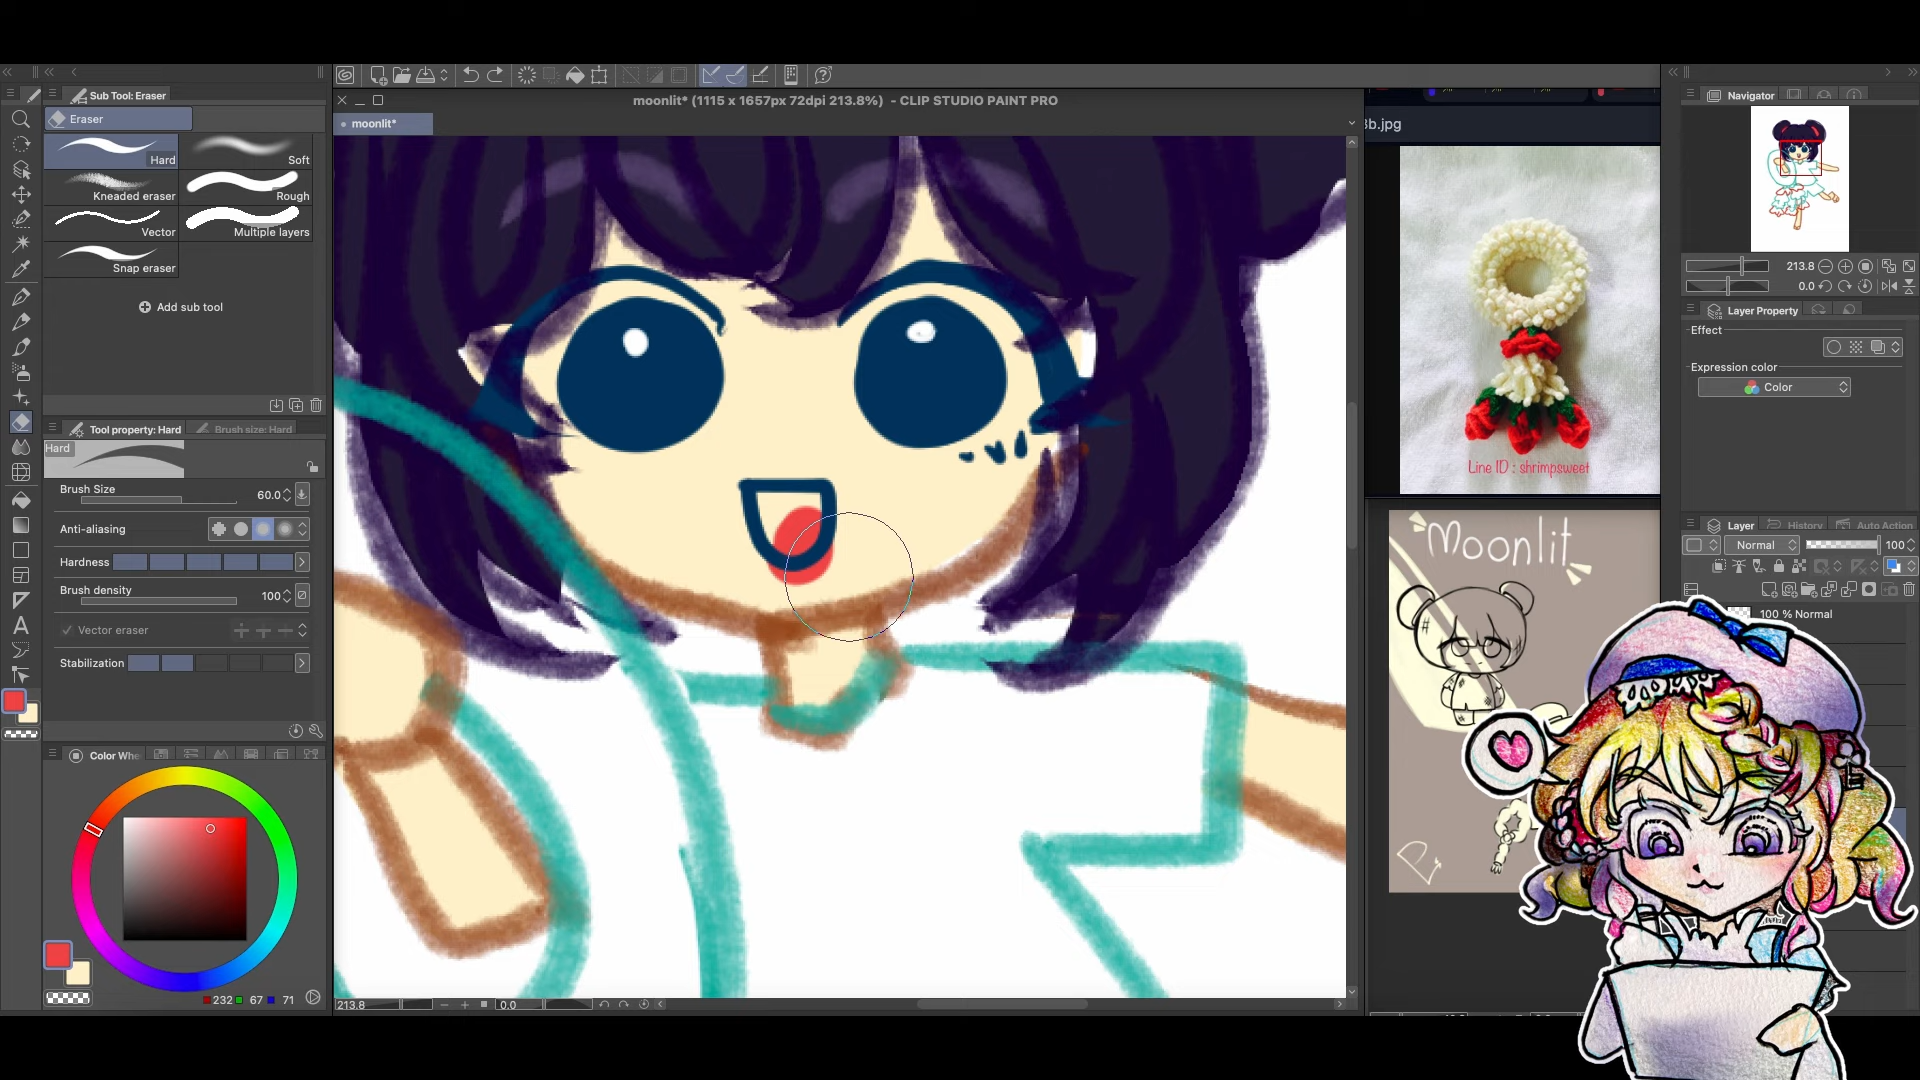 Sub Tool: Eraser
Eraser
Hard
Soft
Kneaded eraser
Rough
Vector
Multiple layers
Snap eraser
Add sub tool
Tool property: Hard
Brush size: Hard
Hard
Brush Size
60.0
Anti-aliasing
Hardness
Brush density
100
Vector eraser
Stabilization
Color Whe
232
67
71
moonlit* (1115 x 1657px 72dpi 213.8%) - CLIP STUDIO PAINT PRO
moonlit*
213.8
0.0
b.jpg
Line ID : shrimpsweet
Moonlit
Navigator
213.8
0.0
Layer Property
Effect
Expression color
Color
Layer
History
Auto Action
Normal
100
100 % Normal